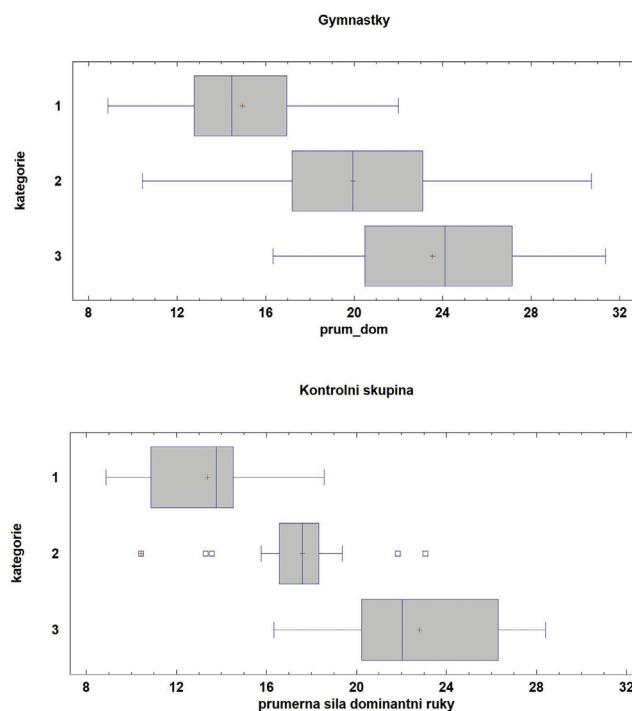 Gymnastky
kategorie
1
2
3
8 12 16 20 24 28 32
prum_dom
Kontrolni skupina
kategorie
1
2
3
8 12 16 20 24 28 32
prumerna sila dominantni ruky